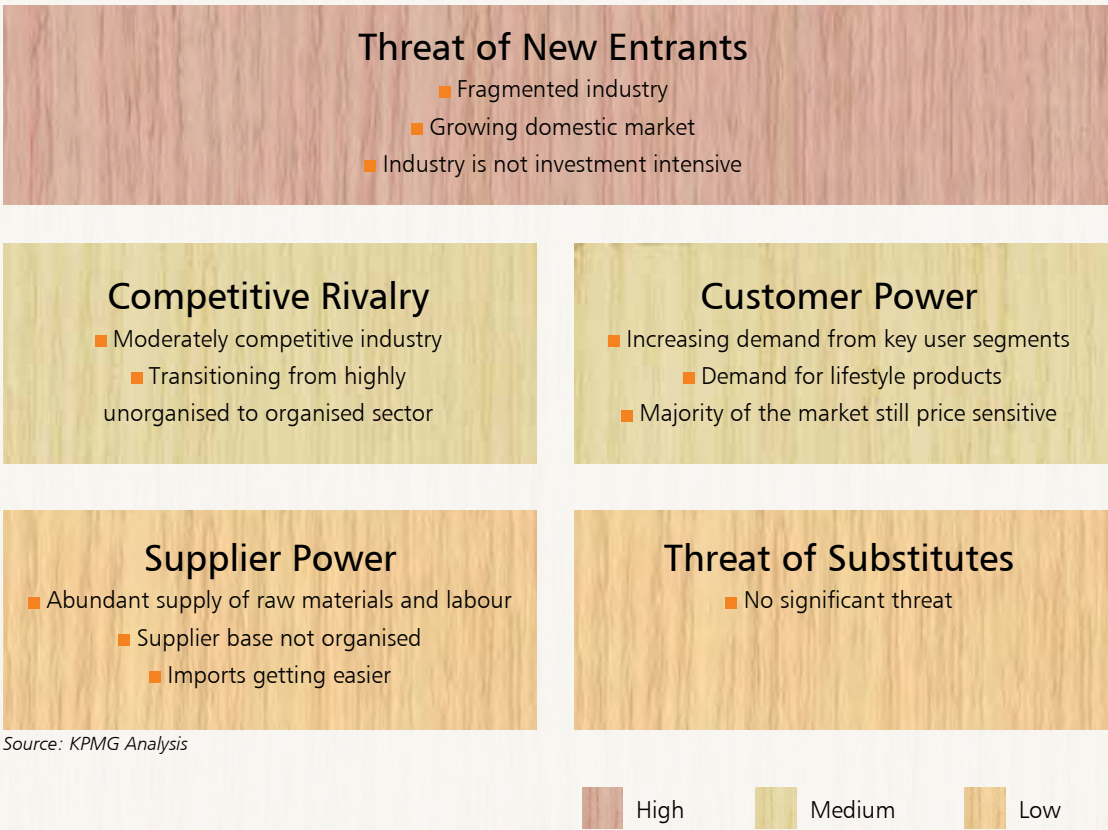 Threat of New Entrants
■ Fragmented industry
■ Growing domestic market
■ Industry is not investment intensive
Competitive Rivalry
■ Moderately competitive industry
■ Transitioning from highly
unorganised to organised sector
Customer Power
■ Increasing demand from key user segments
■ Demand for lifestyle products
■ Majority of the market still price sensitive
Supplier Power
■ Abundant supply of raw materials and labour
■ Supplier base not organised
■ Imports getting easier
Threat of Substitutes
■ No significant threat
Source: KPMG Analysis
High
Medium
Low